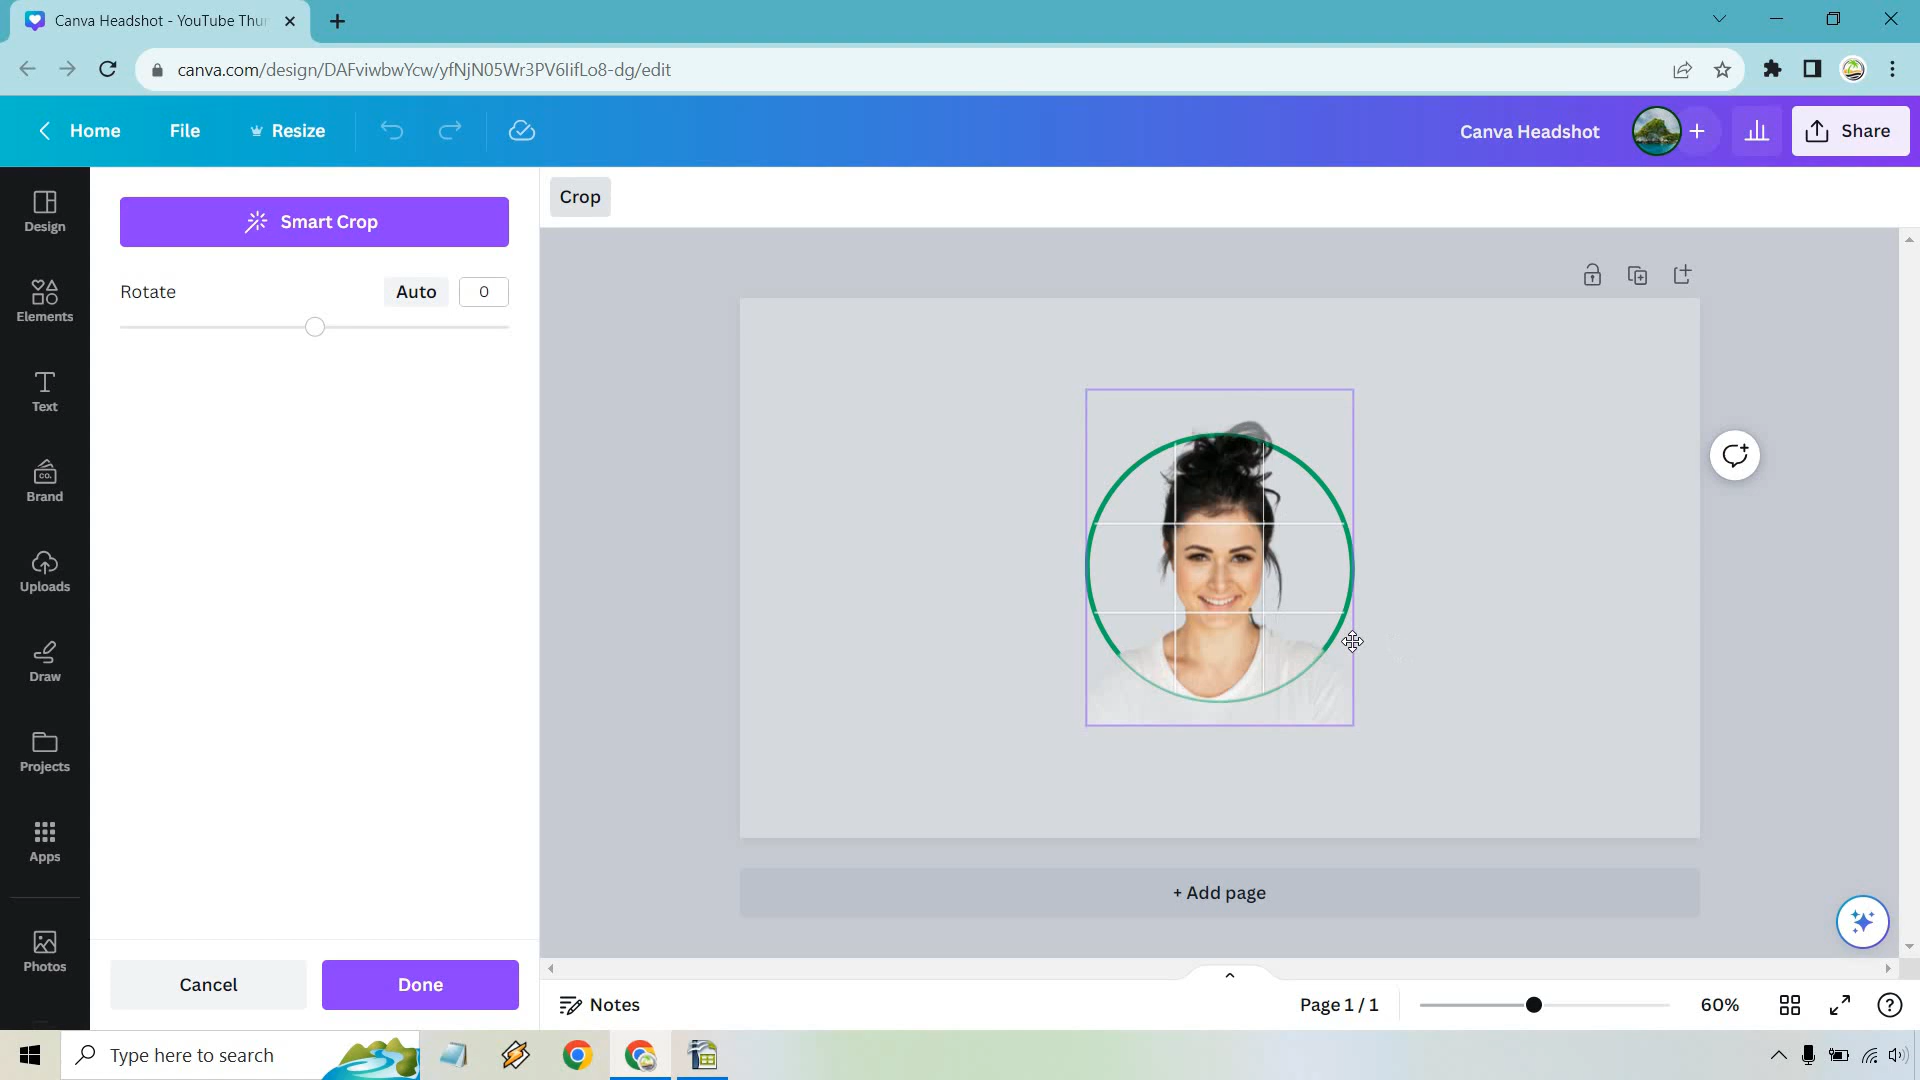 Canva Headshot - YouTube Thu
canva.com/design/DAFviwbwYcw/yfNjN05Wr3PV6IifLo8-dg/edit
Home
File
Resize
Canva Headshot
Share
Design
Elements
Text
CO.
Brand
Uploads
Draw
Projects
Apps
Photos
Smart Crop
Rotate
Auto
0
Cancel
Done
Crop
+ Add page
Notes
Page 1 / 1
60%
Type here to search